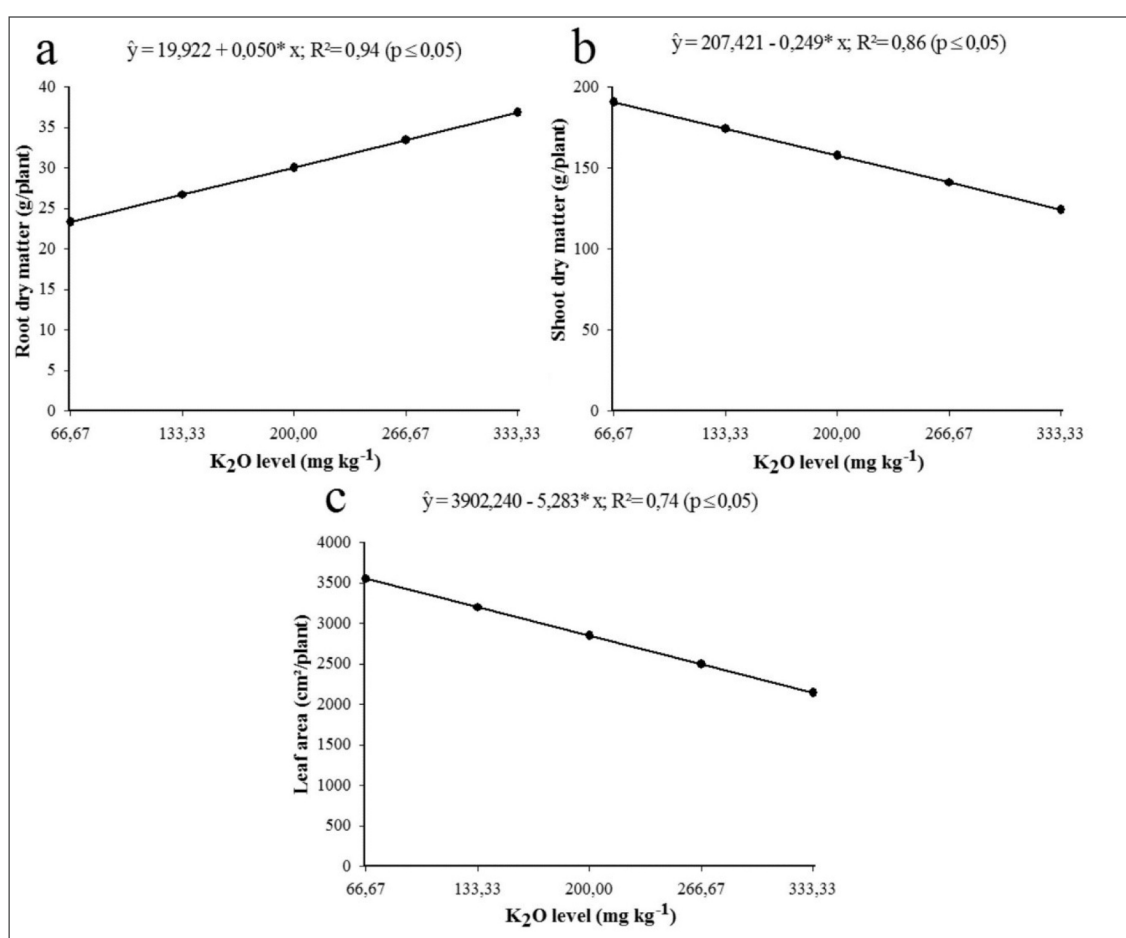 a
ŷ = 19,922 + 0,050* x; R²= 0,94 (p ≤ 0,05)
40
35
30
25
20
15
10
5
0
Root dry matter (g/plant)
66,67 133,33 200,00 266,67 333,33
K₂O level (mg kg⁻¹)
b
ŷ = 207,421 - 0,249* x; R²= 0,86 (p ≤ 0,05)
200
150
100
50
0
Shoot dry matter (g/plant)
66,67 133,33 200,00 266,67 333,33
K₂O level (mg kg⁻¹)
c
ŷ = 3902,240 - 5,283* x; R²= 0,74 (p ≤ 0,05)
4000
3500
3000
2500
2000
1500
1000
500
0
Leaf area (cm²/plant)
66,67 133,33 200,00 266,67 333,33
K₂O level (mg kg⁻¹)